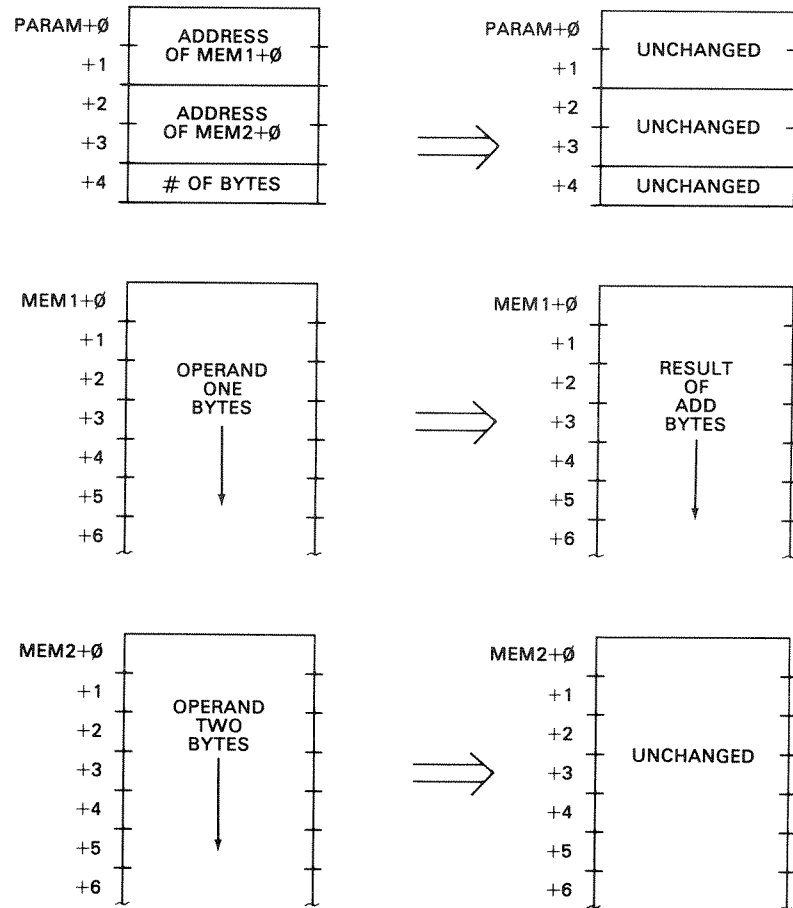 PARAM+Ø
ADDRESS
OF MEM1+Ø
+1
+2
ADDRESS
OF MEM2+Ø
+3
+4
# OF BYTES
PARAM+Ø
UNCHANGED
+1
+2
UNCHANGED
+3
+4
UNCHANGED
MEM1+Ø
+1
+2
+3
+4
+5
+6
OPERAND
ONE
BYTES
MEM1+Ø
+1
+2
+3
+4
+5
+6
RESULT
OF
ADD
BYTES
MEM2+Ø
+1
+2
+3
+4
+5
+6
OPERAND
TWO
BYTES
MEM2+Ø
+1
+2
+3
+4
+5
+6
UNCHANGED